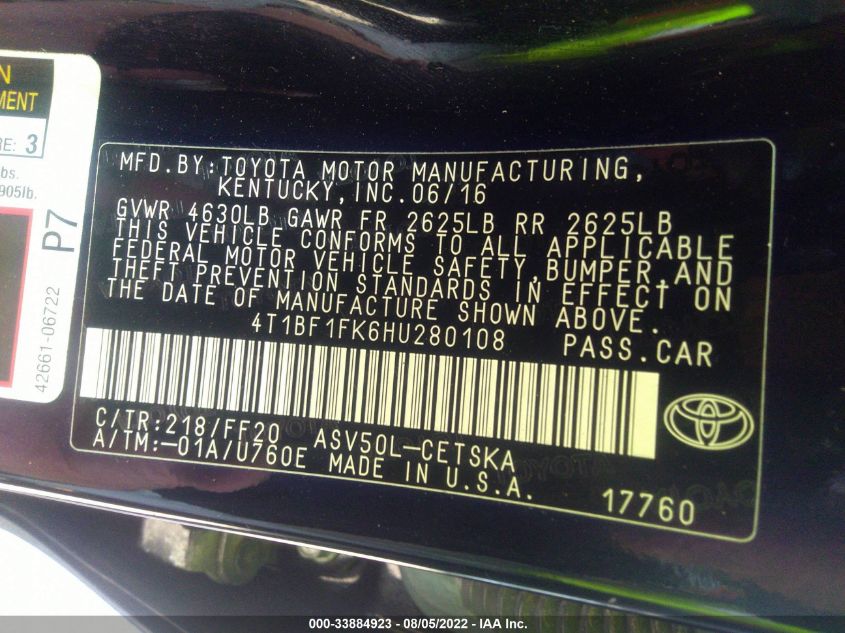 N
MENT
RE: 3
lbs.
905lb.
P7
42661-06722
MFD.BY:TOYOTA MOTOR MANUFACTURING,
KENTUCKY,INC.06/16
GVWR 4630LB GAWR FR 2625LB RR 2625LB
THIS VEHICLE CONFORMS TO ALL APPLICABLE
FEDERAL MOTOR VEHICLE SAFETY,BUMPER,AND
THEFT PREVENTION STANDARDS IN EFFECT ON
THE DATE OF MANUFACTURE SHOWN ABOVE.
4T1BF1FK6HU280108 PASS.CAR
C/TR:218/FF20 ASV50L-CETSKA
A/TM:-01A/U760E MADE IN U.S.A.
17760
000-33884923 - 08/05/2022 - IAA Inc.